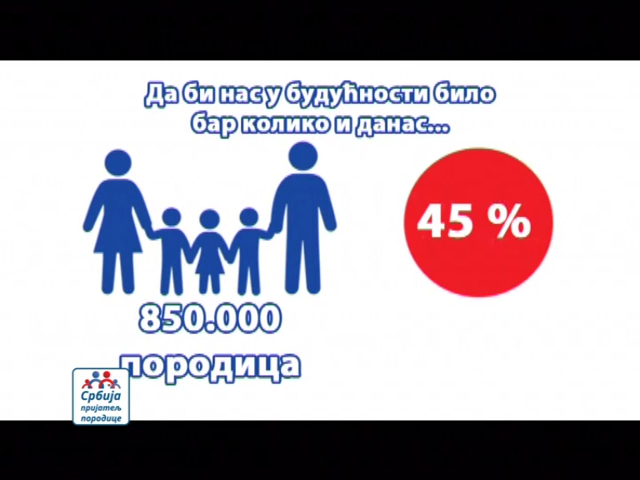 Да би нас у будућности било
бар колико и данас...
45 %
850.000
породица
Србија
пријатељ
породице